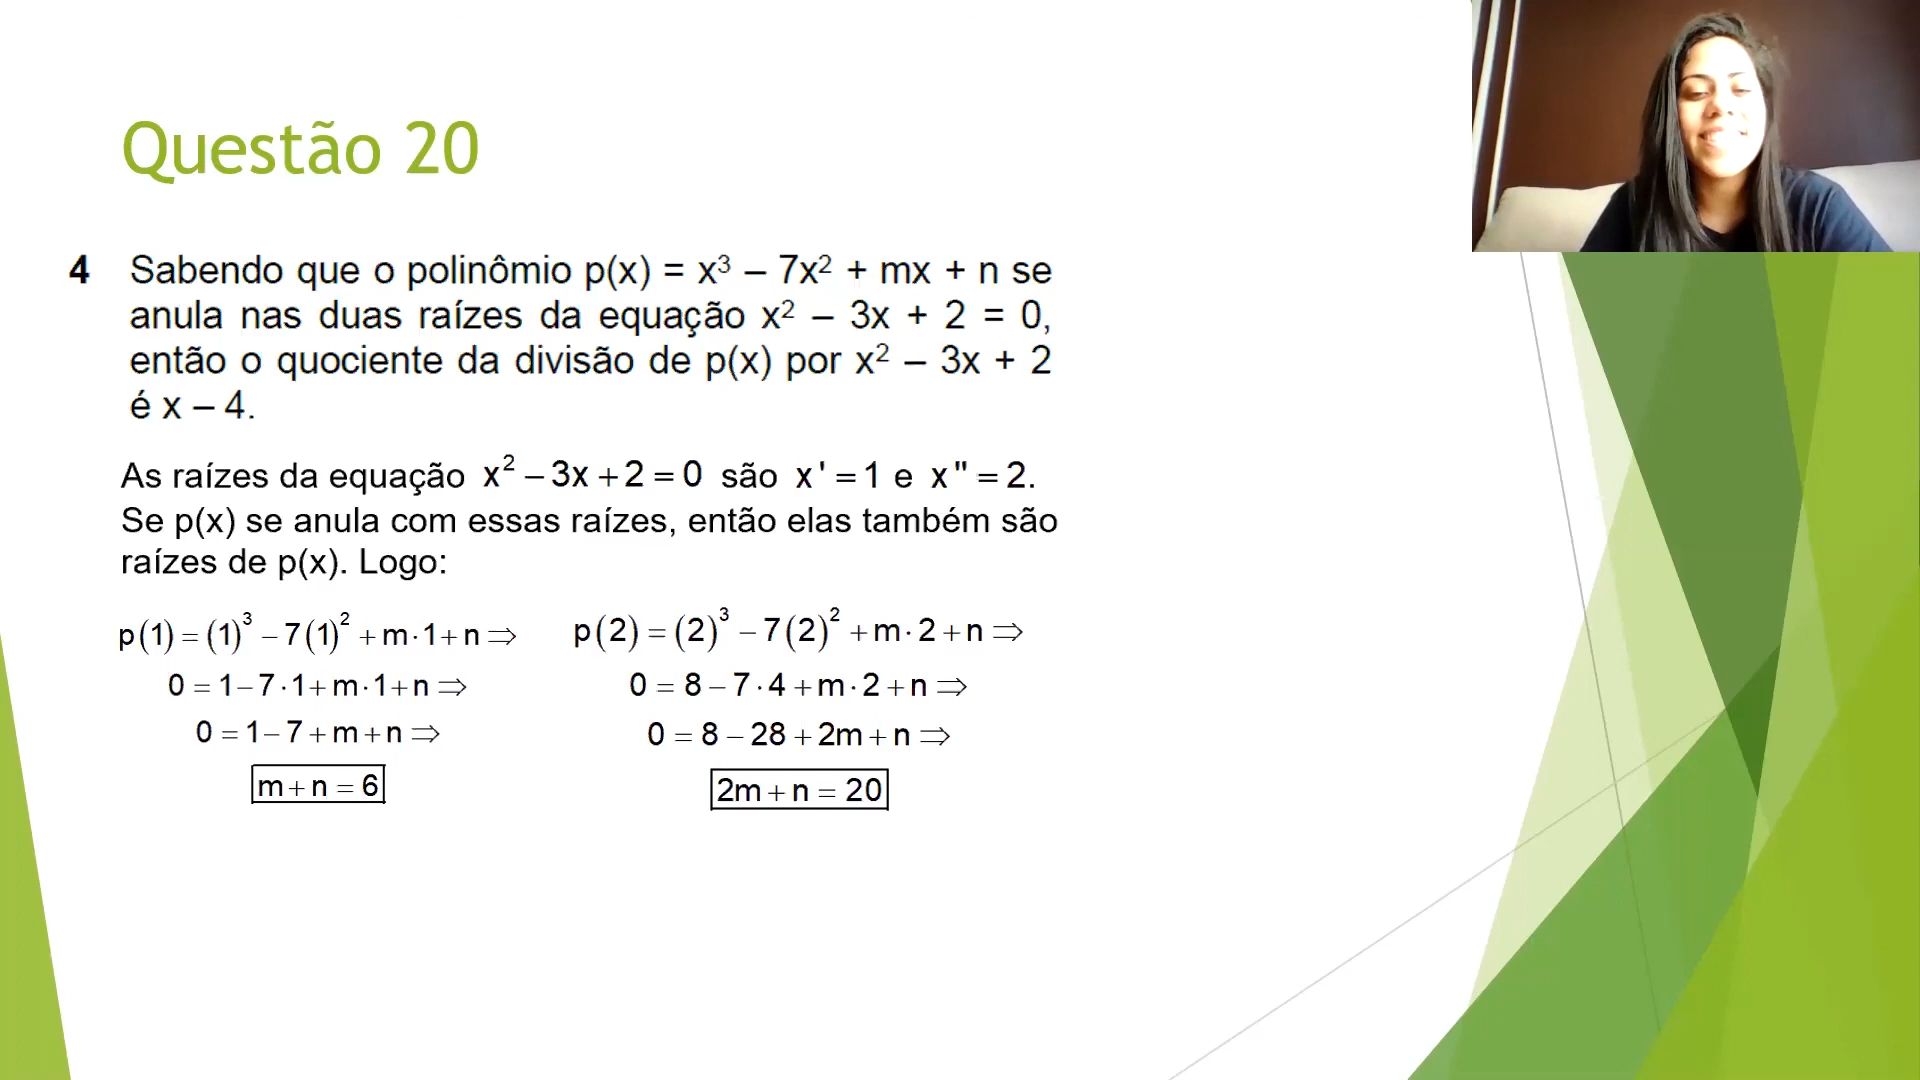 Questão 20
4 Sabendo que o polinômio p(x) = x³ – 7x² + mx + n se
anula nas duas raízes da equação x² – 3x + 2 = 0,
então o quociente da divisão de p(x) por x² – 3x + 2
é x – 4.
As raízes da equação x² – 3x + 2 = 0 são x' = 1 e x" = 2.
Se p(x) se anula com essas raízes, então elas também são
raízes de p(x). Logo:
p(1) = (1)³ – 7(1)² + m·1 + n ⇒
0 = 1 – 7·1 + m·1 + n ⇒
0 = 1 – 7 + m + n ⇒
m + n = 6
p(2) = (2)³ – 7(2)² + m·2 + n ⇒
0 = 8 – 7·4 + m·2 + n ⇒
0 = 8 – 28 + 2m + n ⇒
2m + n = 20